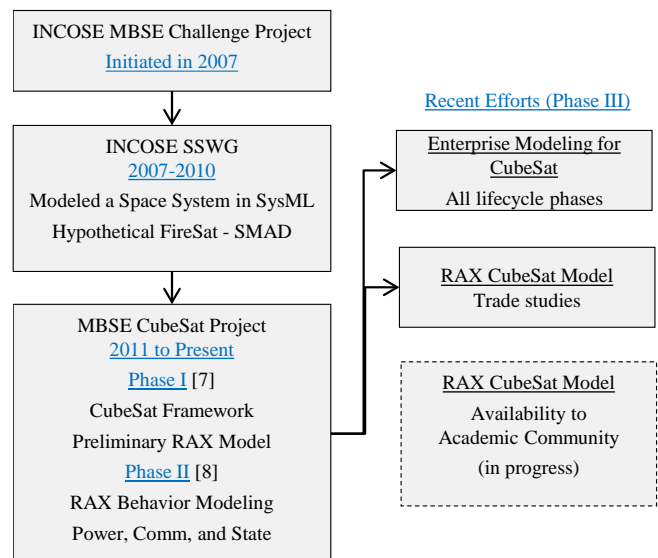 INCOSE MBSE Challenge Project
Initiated in 2007
INCOSE SSWG
2007-2010
Modeled a Space System in SysML
Hypothetical FireSat - SMAD
MBSE CubeSat Project
2011 to Present
Phase I [7]
CubeSat Framework
Preliminary RAX Model
Phase II [8]
RAX Behavior Modeling
Power, Comm, and State
Recent Efforts (Phase III)
Enterprise Modeling for
CubeSat
All lifecycle phases
RAX CubeSat Model
Trade studies
RAX CubeSat Model
Availability to
Academic Community
(in progress)